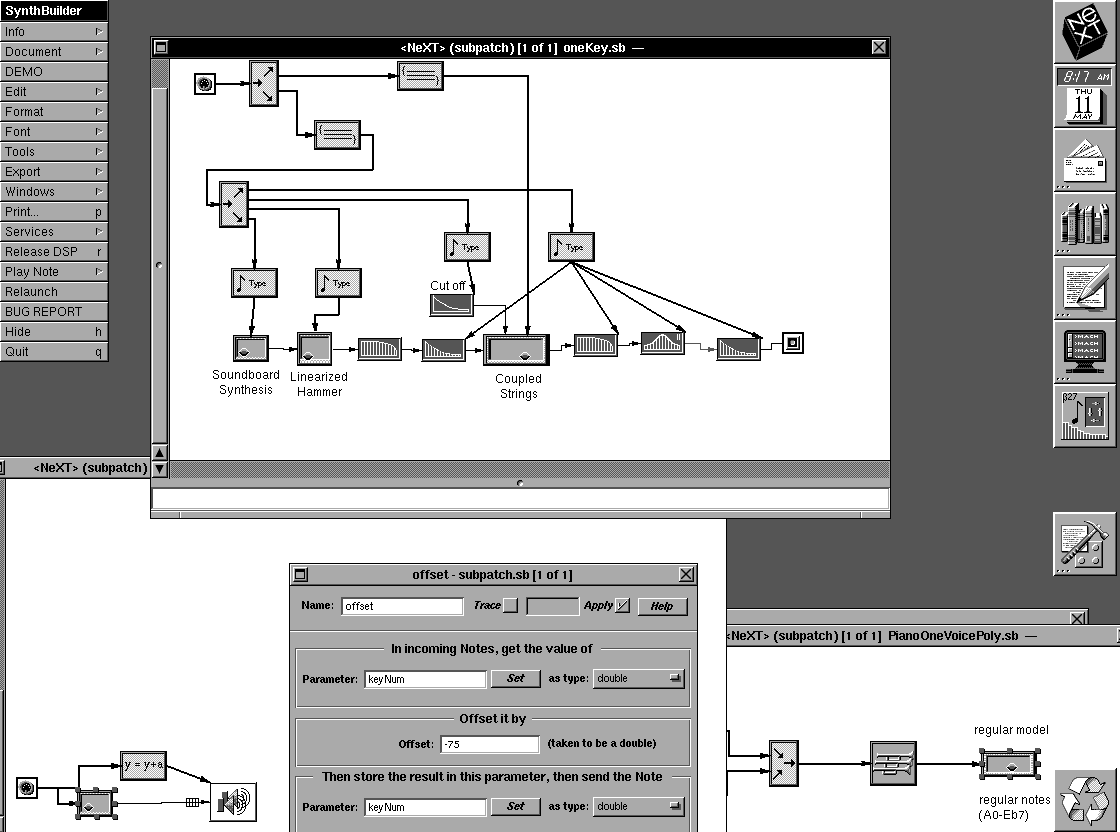 SynthBuilder
Info
Document
DEMO
Edit
Format
Font
Tools
Export
Windows
Print... p
Services
Release DSP r
Play Note
Relaunch
BUG REPORT
Hide h
Quit q
<NeXT> (subpatch) [1 of 1] oneKey.sb —
Type
Type
Cut off
Type
Type
Soundboard
Synthesis
Linearized
Hammer
Coupled
Strings
NeXT
8:17 AM
THU
11
MAY
>MACH
>MACH
>MACH
β27
<NeXT> (subpatch)
y = y+a
offset - subpatch.sb [1 of 1]
Name: offset Trace Apply Help
In incoming Notes, get the value of
Parameter: keyNum Set as type: double
Offset it by
Offset: -75 (taken to be a double)
Then store the result in this parameter, then send the Note
Parameter: keyNum Set as type: double
<NeXT> (subpatch) [1 of 1] PianoOneVoicePoly.sb —
regular model
regular notes
(A0-Eb7)